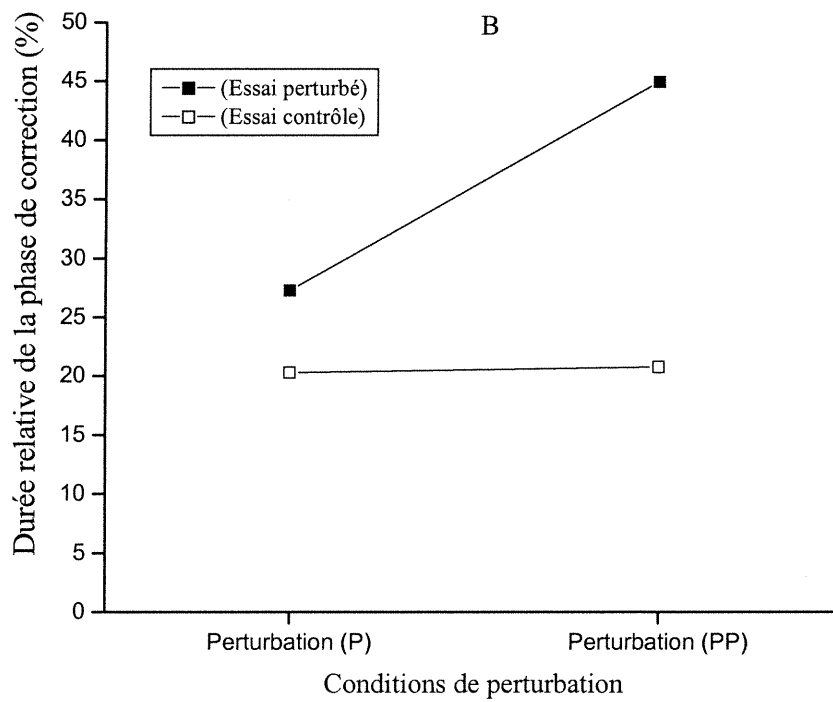 B
Durée relative de la phase de correction (%)
50
45
40
35
30
25
20
15
10
5
0
(Essai perturbé)
(Essai contrôle)
Perturbation (P)
Perturbation (PP)
Conditions de perturbation